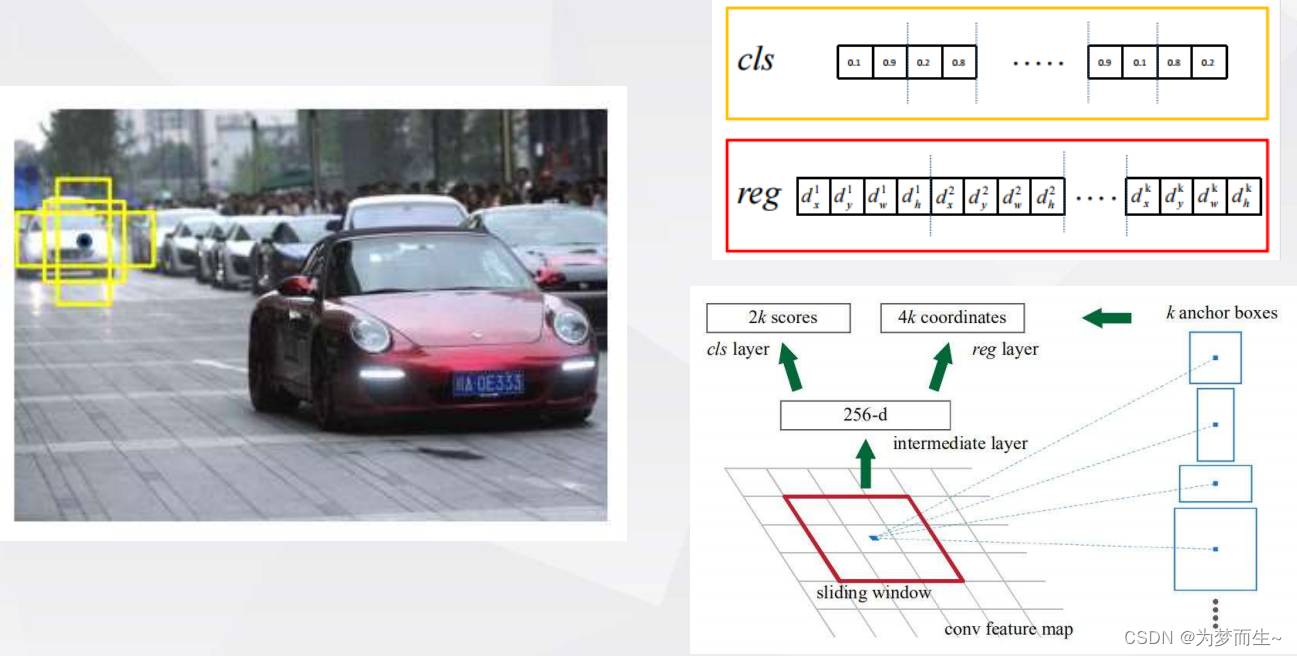 cls
0.1 0.9 0.2 0.8 ..... 0.9 0.1 0.8 0.2
reg
d_x^1 d_y^1 d_w^1 d_h^1 d_x^2 d_y^2 d_w^2 d_h^2 .... d_x^k d_y^k d_w^k d_h^k
2k scores
4k coordinates
k anchor boxes
cls layer
reg layer
256-d
intermediate layer
sliding window
conv feature map
CSDN @为梦而生~